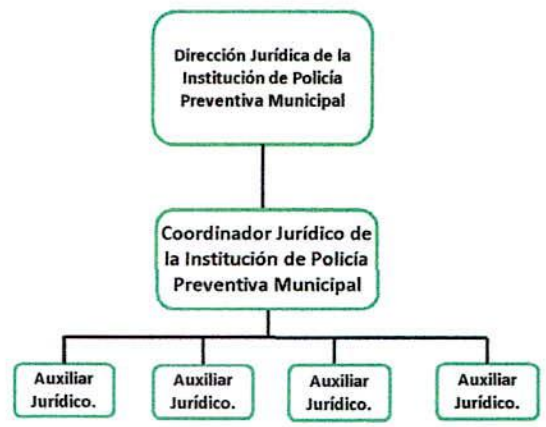 Dirección Jurídica de la
Institución de Policía
Preventiva Municipal
Coordinador Jurídico de
la Institución de Policía
Preventiva Municipal
Auxiliar
Jurídico.
Auxiliar
Jurídico.
Auxiliar
Jurídico.
Auxiliar
Jurídico.